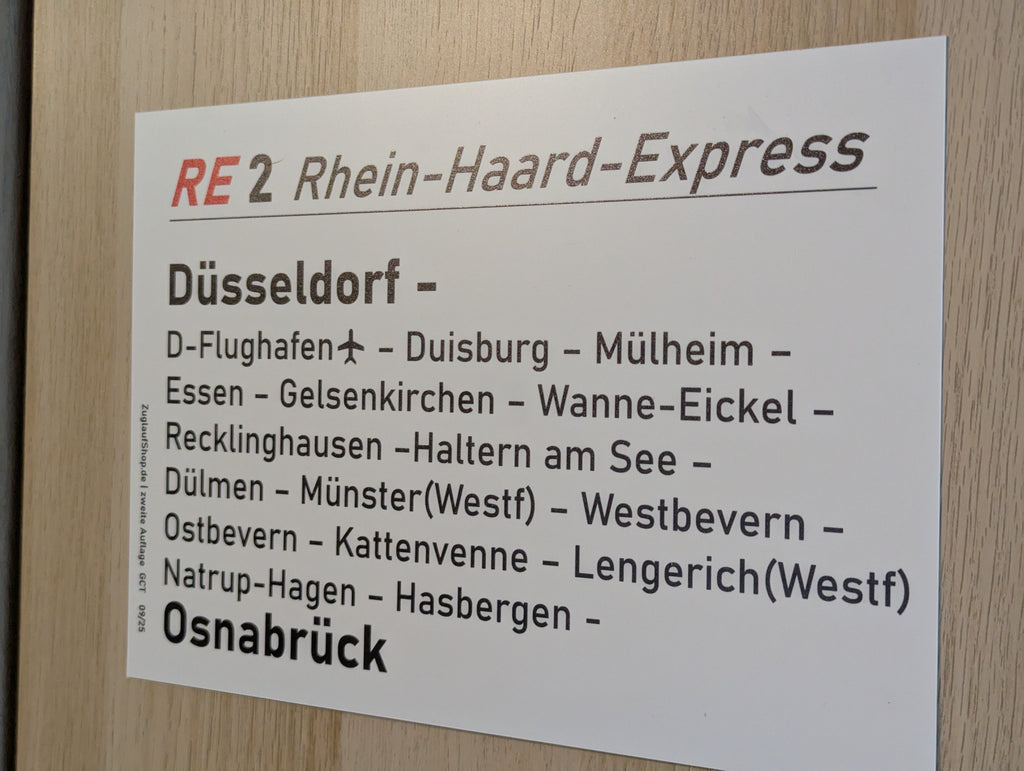 RE 2 Rhein-Haard-Express
Düsseldorf -
D-Flughafen✈ - Duisburg - Mülheim -
Essen - Gelsenkirchen - Wanne-Eickel -
Recklinghausen -Haltern am See -
Dülmen - Münster(Westf) - Westbevern -
Ostbevern - Kattenvenne - Lengerich(Westf)
Natrup-Hagen - Hasbergen -
Osnabrück
ZuglaufShop.de | zweite Auflage GCT 09/25